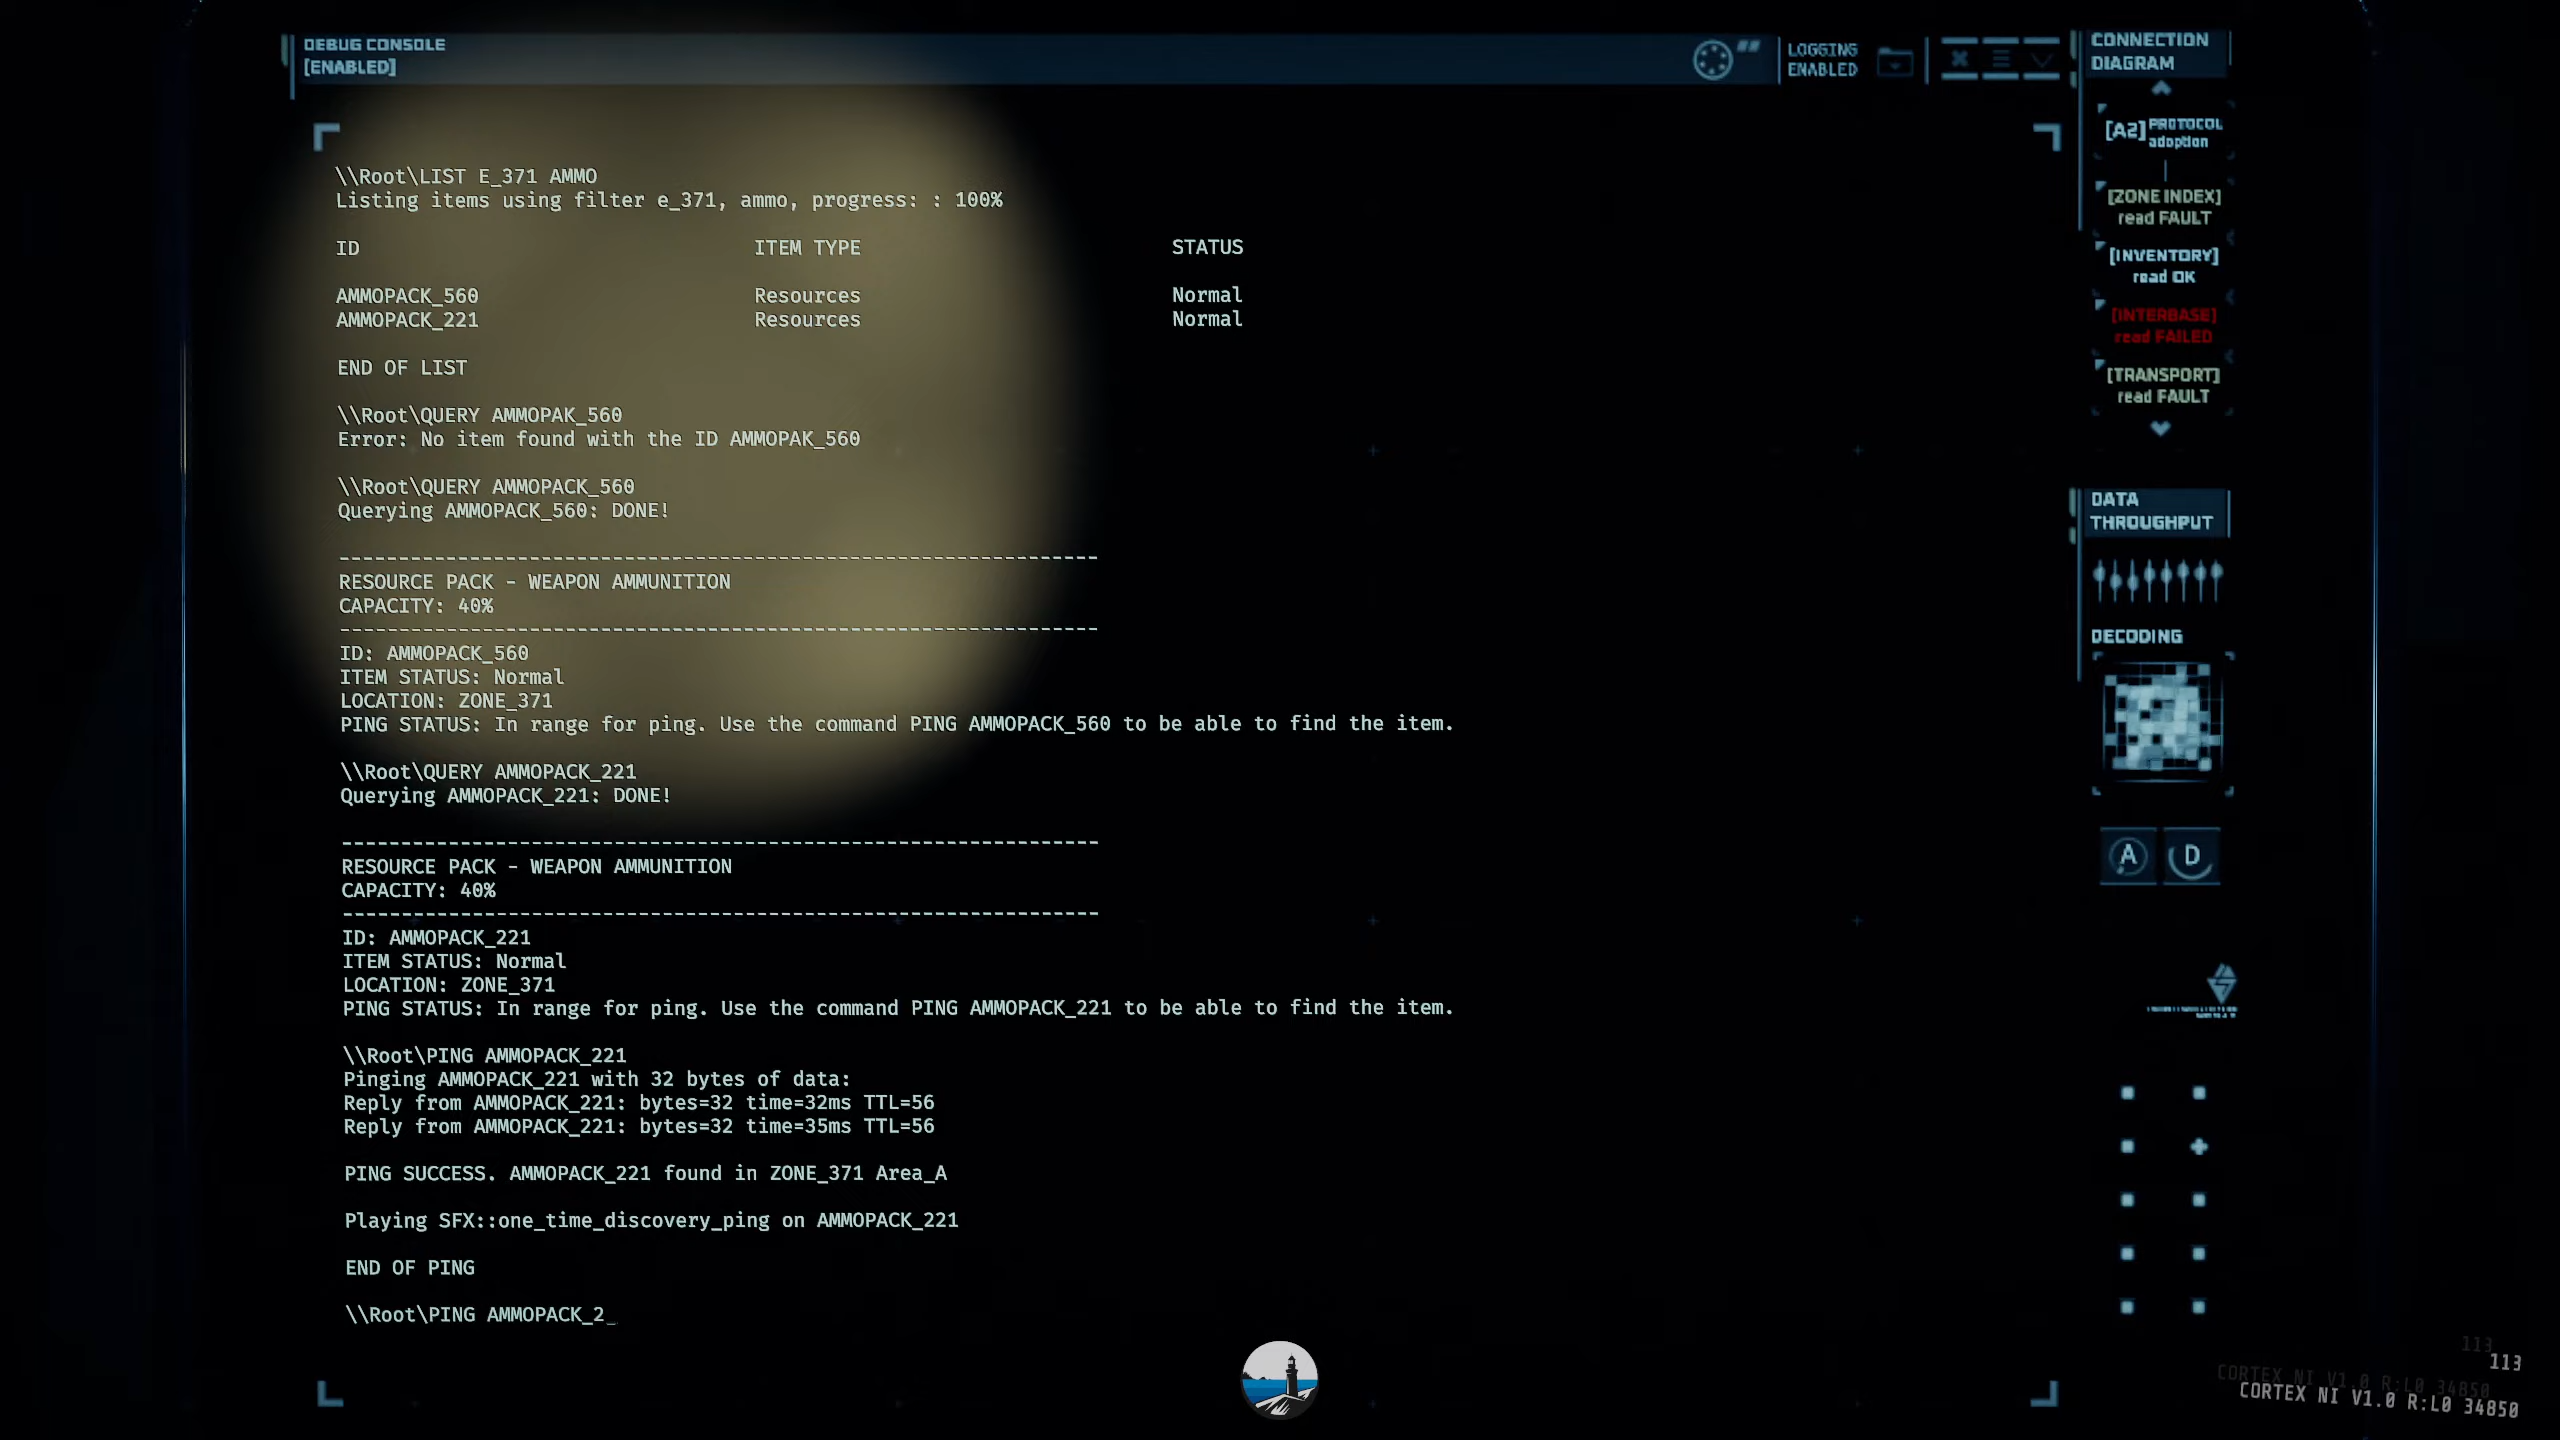 DEBUG CONSOLE
[ENABLED]
LOGGING
ENABLED
\\Root\LIST E_371 AMMO
Listing items using filter e_371, ammo, progress: : 100%
ID ITEM TYPE STATUS
AMMOPACK_560 Resources Normal
AMMOPACK_221 Resources Normal
END OF LIST
\\Root\QUERY AMMOPAK_560
Error: No item found with the ID AMMOPAK_560
\\Root\QUERY AMMOPACK_560
Querying AMMOPACK_560: DONE!
----------------------------------------------------------------
RESOURCE PACK - WEAPON AMMUNITION
CAPACITY: 40%
----------------------------------------------------------------
ID: AMMOPACK_560
ITEM STATUS: Normal
LOCATION: ZONE_371
PING STATUS: In range for ping. Use the command PING AMMOPACK_560 to be able to find the item.
\\Root\QUERY AMMOPACK_221
Querying AMMOPACK_221: DONE!
----------------------------------------------------------------
RESOURCE PACK - WEAPON AMMUNITION
CAPACITY: 40%
----------------------------------------------------------------
ID: AMMOPACK_221
ITEM STATUS: Normal
LOCATION: ZONE_371
PING STATUS: In range for ping. Use the command PING AMMOPACK_221 to be able to find the item.
\\Root\PING AMMOPACK_221
Pinging AMMOPACK_221 with 32 bytes of data:
Reply from AMMOPACK_221: bytes=32 time=32ms TTL=56
Reply from AMMOPACK_221: bytes=32 time=35ms TTL=56
PING SUCCESS. AMMOPACK_221 found in ZONE_371 Area_A
Playing SFX::one_time_discovery_ping on AMMOPACK_221
END OF PING
\\Root\PING AMMOPACK_2_
CONNECTION
DIAGRAM
[A2] PROTOCOL
adoption
[ZONE INDEX]
read FAULT
[INVENTORY]
read OK
[INTERBASE]
read FAILED
[TRANSPORT]
read FAULT
DATA
THROUGHPUT
DECODING
A D
113
CORTEX NI V1.0 R:L0 34850